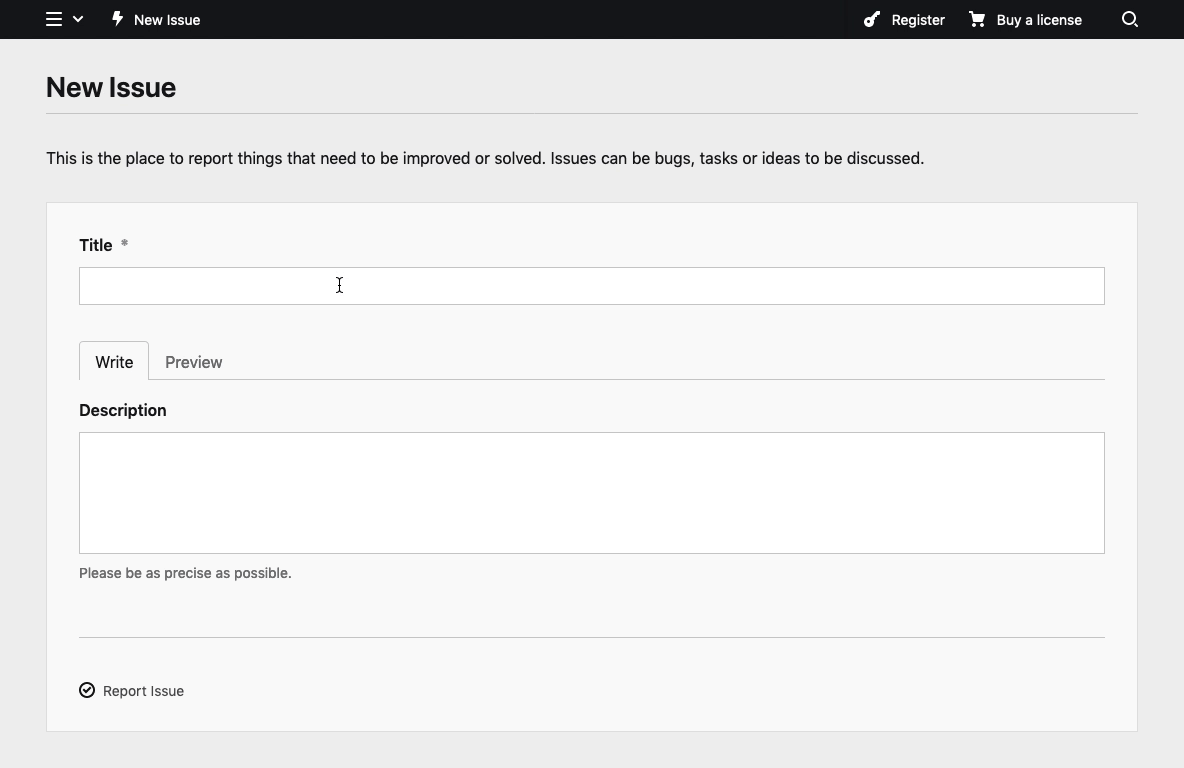 New Issue
Register
Buy a license
New Issue
This is the place to report things that need to be improved or solved. Issues can be bugs, tasks or ideas to be discussed.
Title *
Write
Preview
Description
Please be as precise as possible.
Report Issue